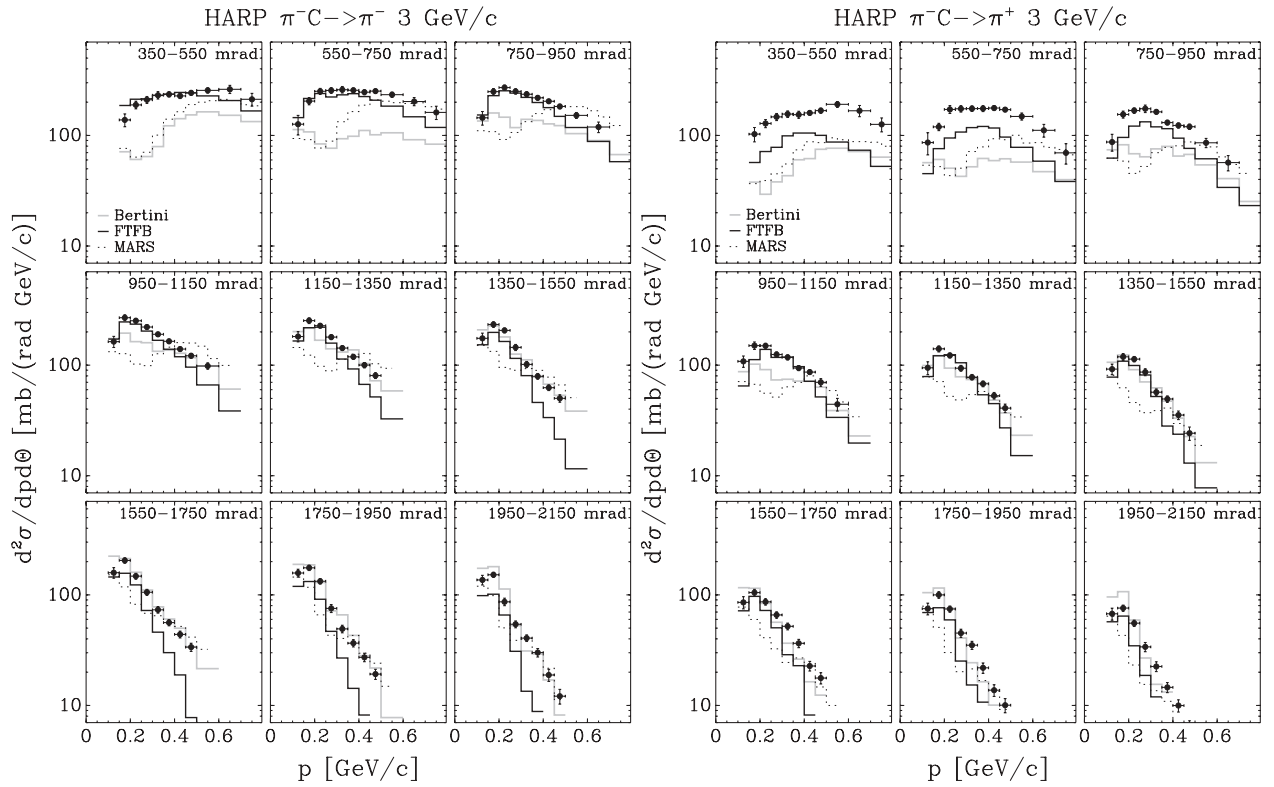 HARP π⁻C−>π⁻ 3 GeV/c
350−550 mrad
550−750 mrad
750−950 mrad
100
10
Bertini
FTFB
MARS
950−1150 mrad
1150−1350 mrad
1350−1550 mrad
100
10
1550−1750 mrad
1750−1950 mrad
1950−2150 mrad
100
10
0 0.2 0.4 0.6 0 0.2 0.4 0.6 0 0.2 0.4 0.6
p [GeV/c]
d²σ/dpdΘ [mb/(rad GeV/c)]
HARP π⁻C−>π⁺ 3 GeV/c
350−550 mrad
550−750 mrad
750−950 mrad
100
10
Bertini
FTFB
MARS
950−1150 mrad
1150−1350 mrad
1350−1550 mrad
100
10
1550−1750 mrad
1750−1950 mrad
1950−2150 mrad
100
10
0 0.2 0.4 0.6 0 0.2 0.4 0.6 0 0.2 0.4 0.6
p [GeV/c]
d²σ/dpdΘ [mb/(rad GeV/c)]